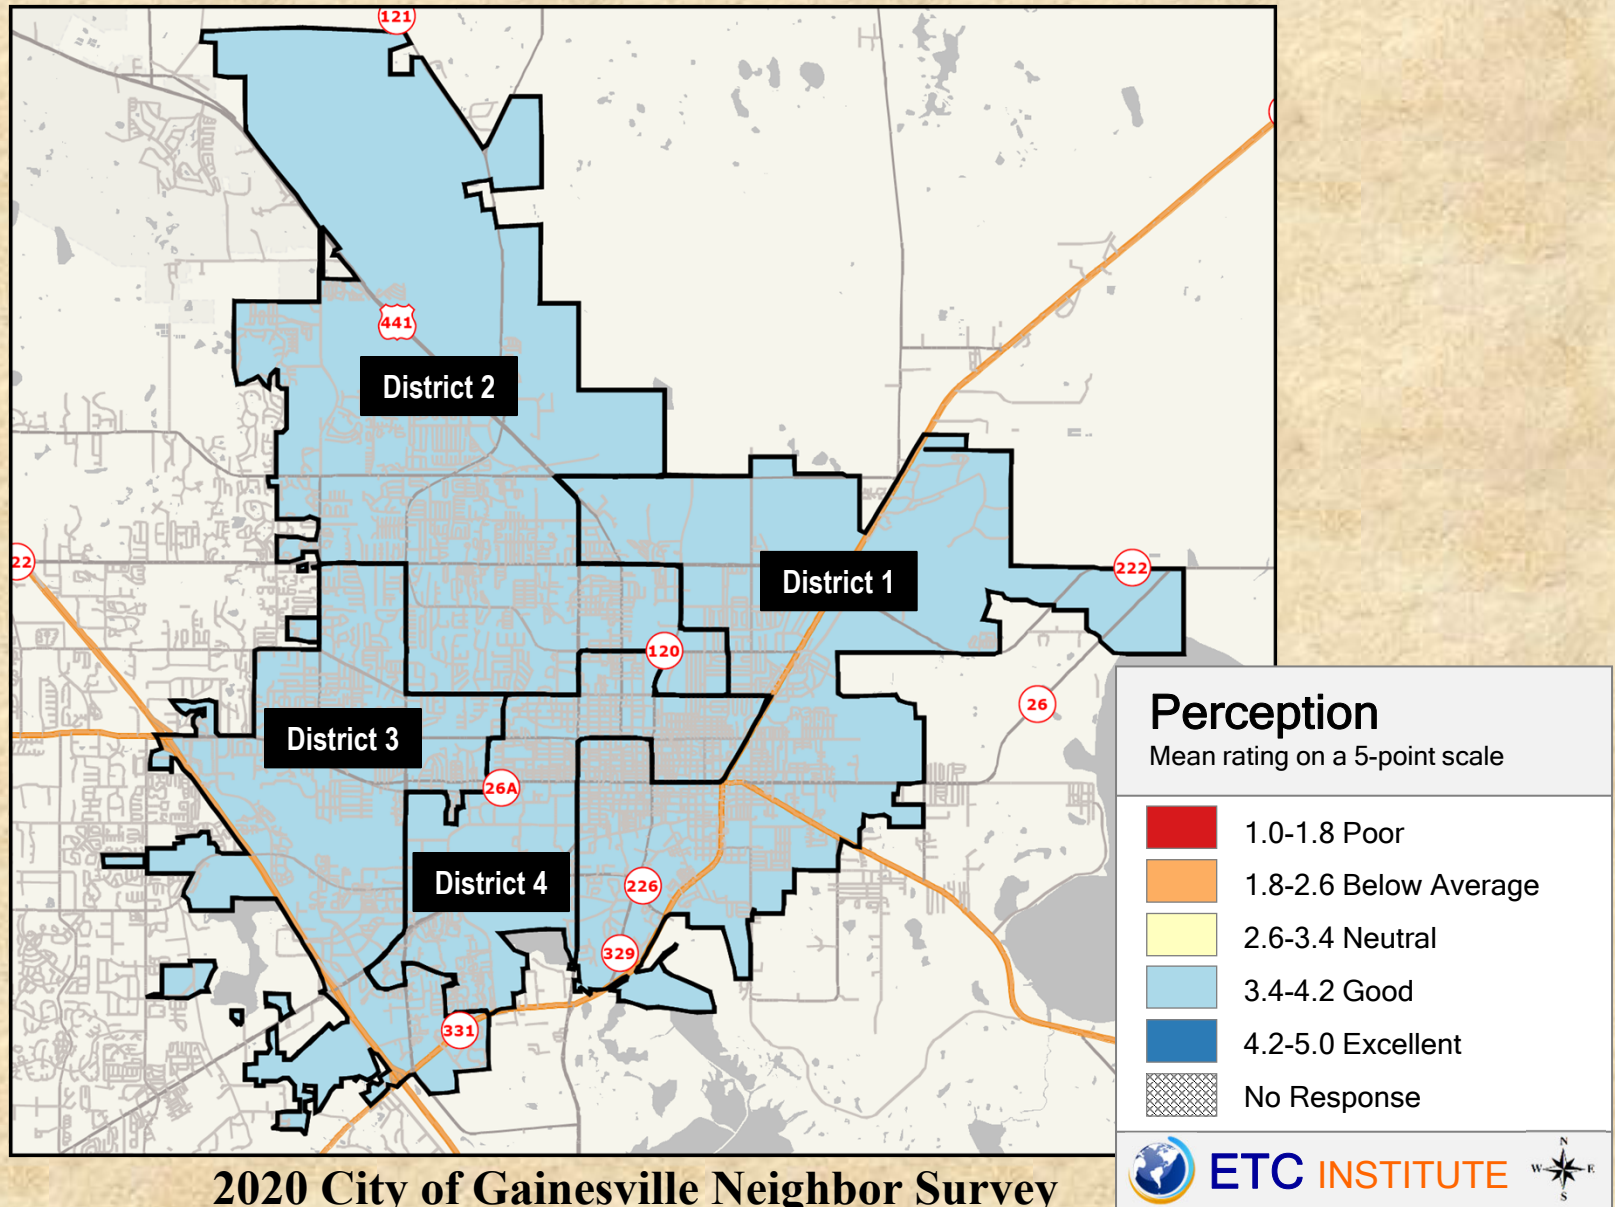 121
441
District 2
22
District 1
222
120
26
District 3
26A
District 4
226
329
331
Perception
Mean rating on a 5-point scale
1.0-1.8 Poor
1.8-2.6 Below Average
2.6-3.4 Neutral
3.4-4.2 Good
4.2-5.0 Excellent
No Response
ETC INSTITUTE
N
W E
S
2020 City of Gainesville Neighbor Survey